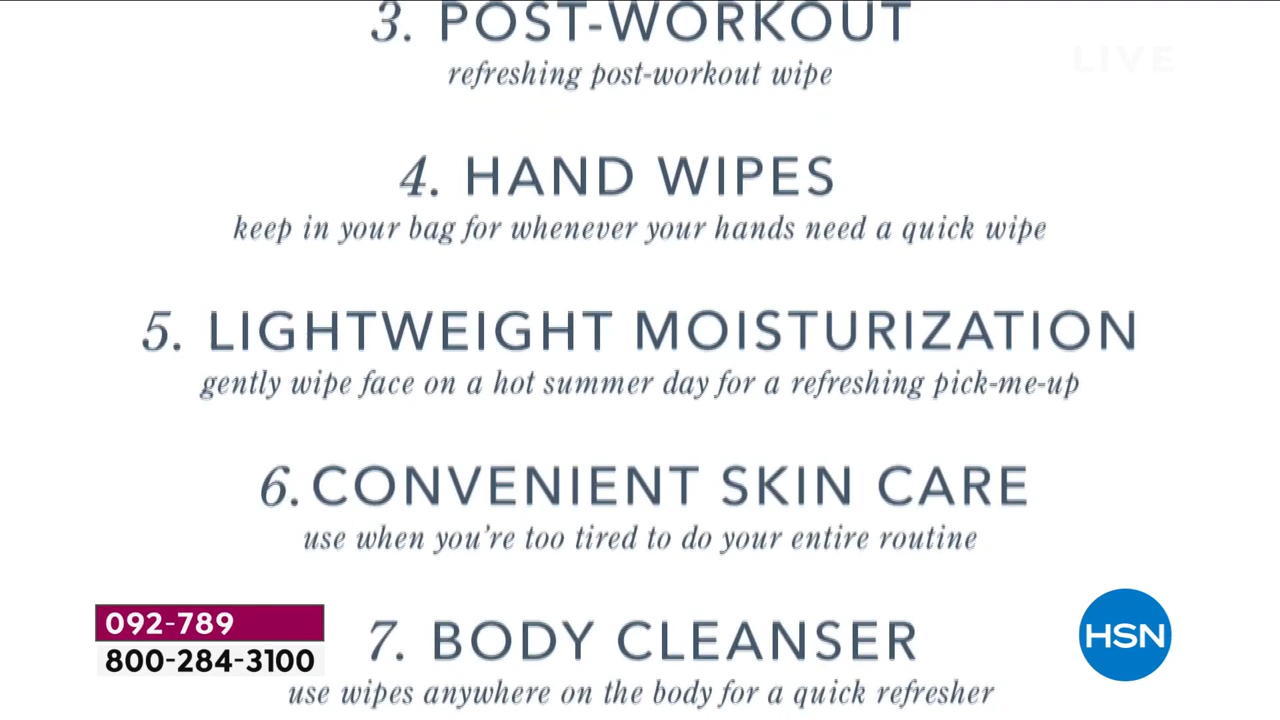 3. POST-WORKOUT
LIVE
refreshing post-workout wipe
4. HAND WIPES
keep in your bag for whenever your hands need a quick wipe
5. LIGHTWEIGHT MOISTURIZATION
gently wipe face on a hot summer day for a refreshing pick-me-up
6. CONVENIENT SKIN CARE
use when you're too tired to do your entire routine
7. BODY CLEANSER
use wipes anywhere on the body for a quick refresher
092-789
800-284-3100
HSN